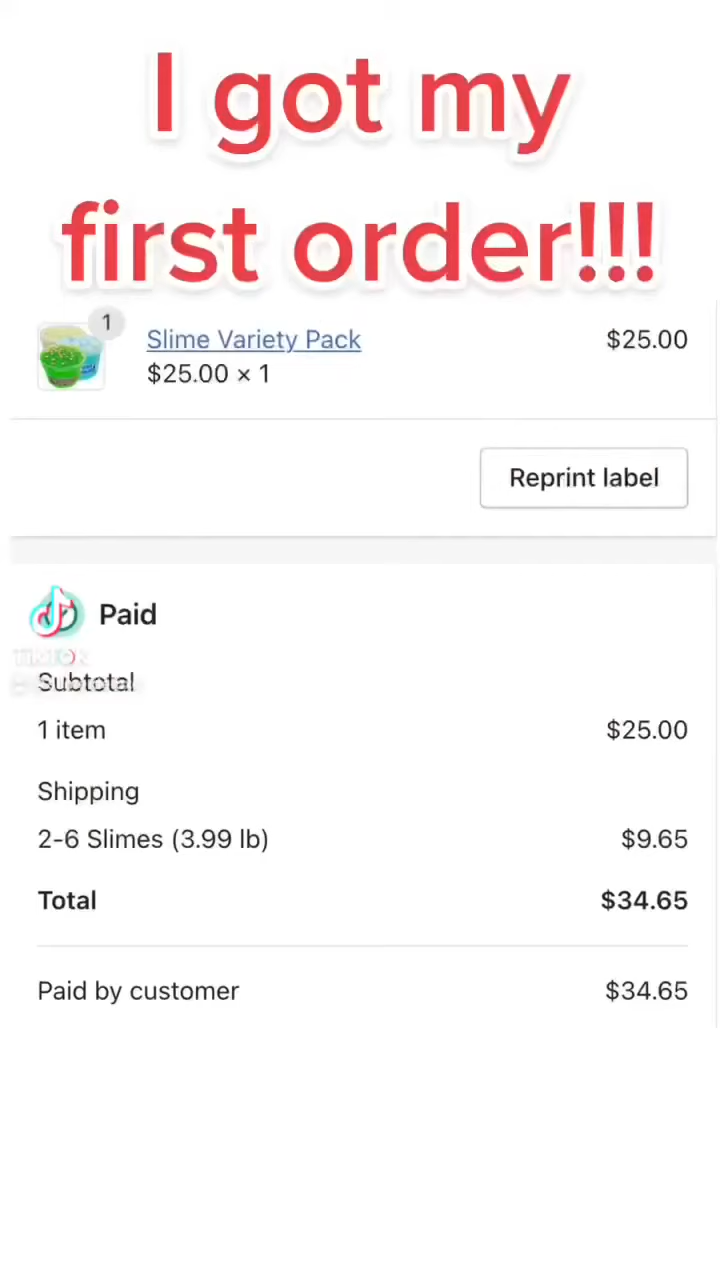 I got my
first order!!!
1
Slime Variety Pack
$25.00
$25.00 × 1
Reprint label
Paid
TIKTOK
Subtotal
1 item
$25.00
Shipping
2-6 Slimes (3.99 lb)
$9.65
Total
$34.65
Paid by customer
$34.65